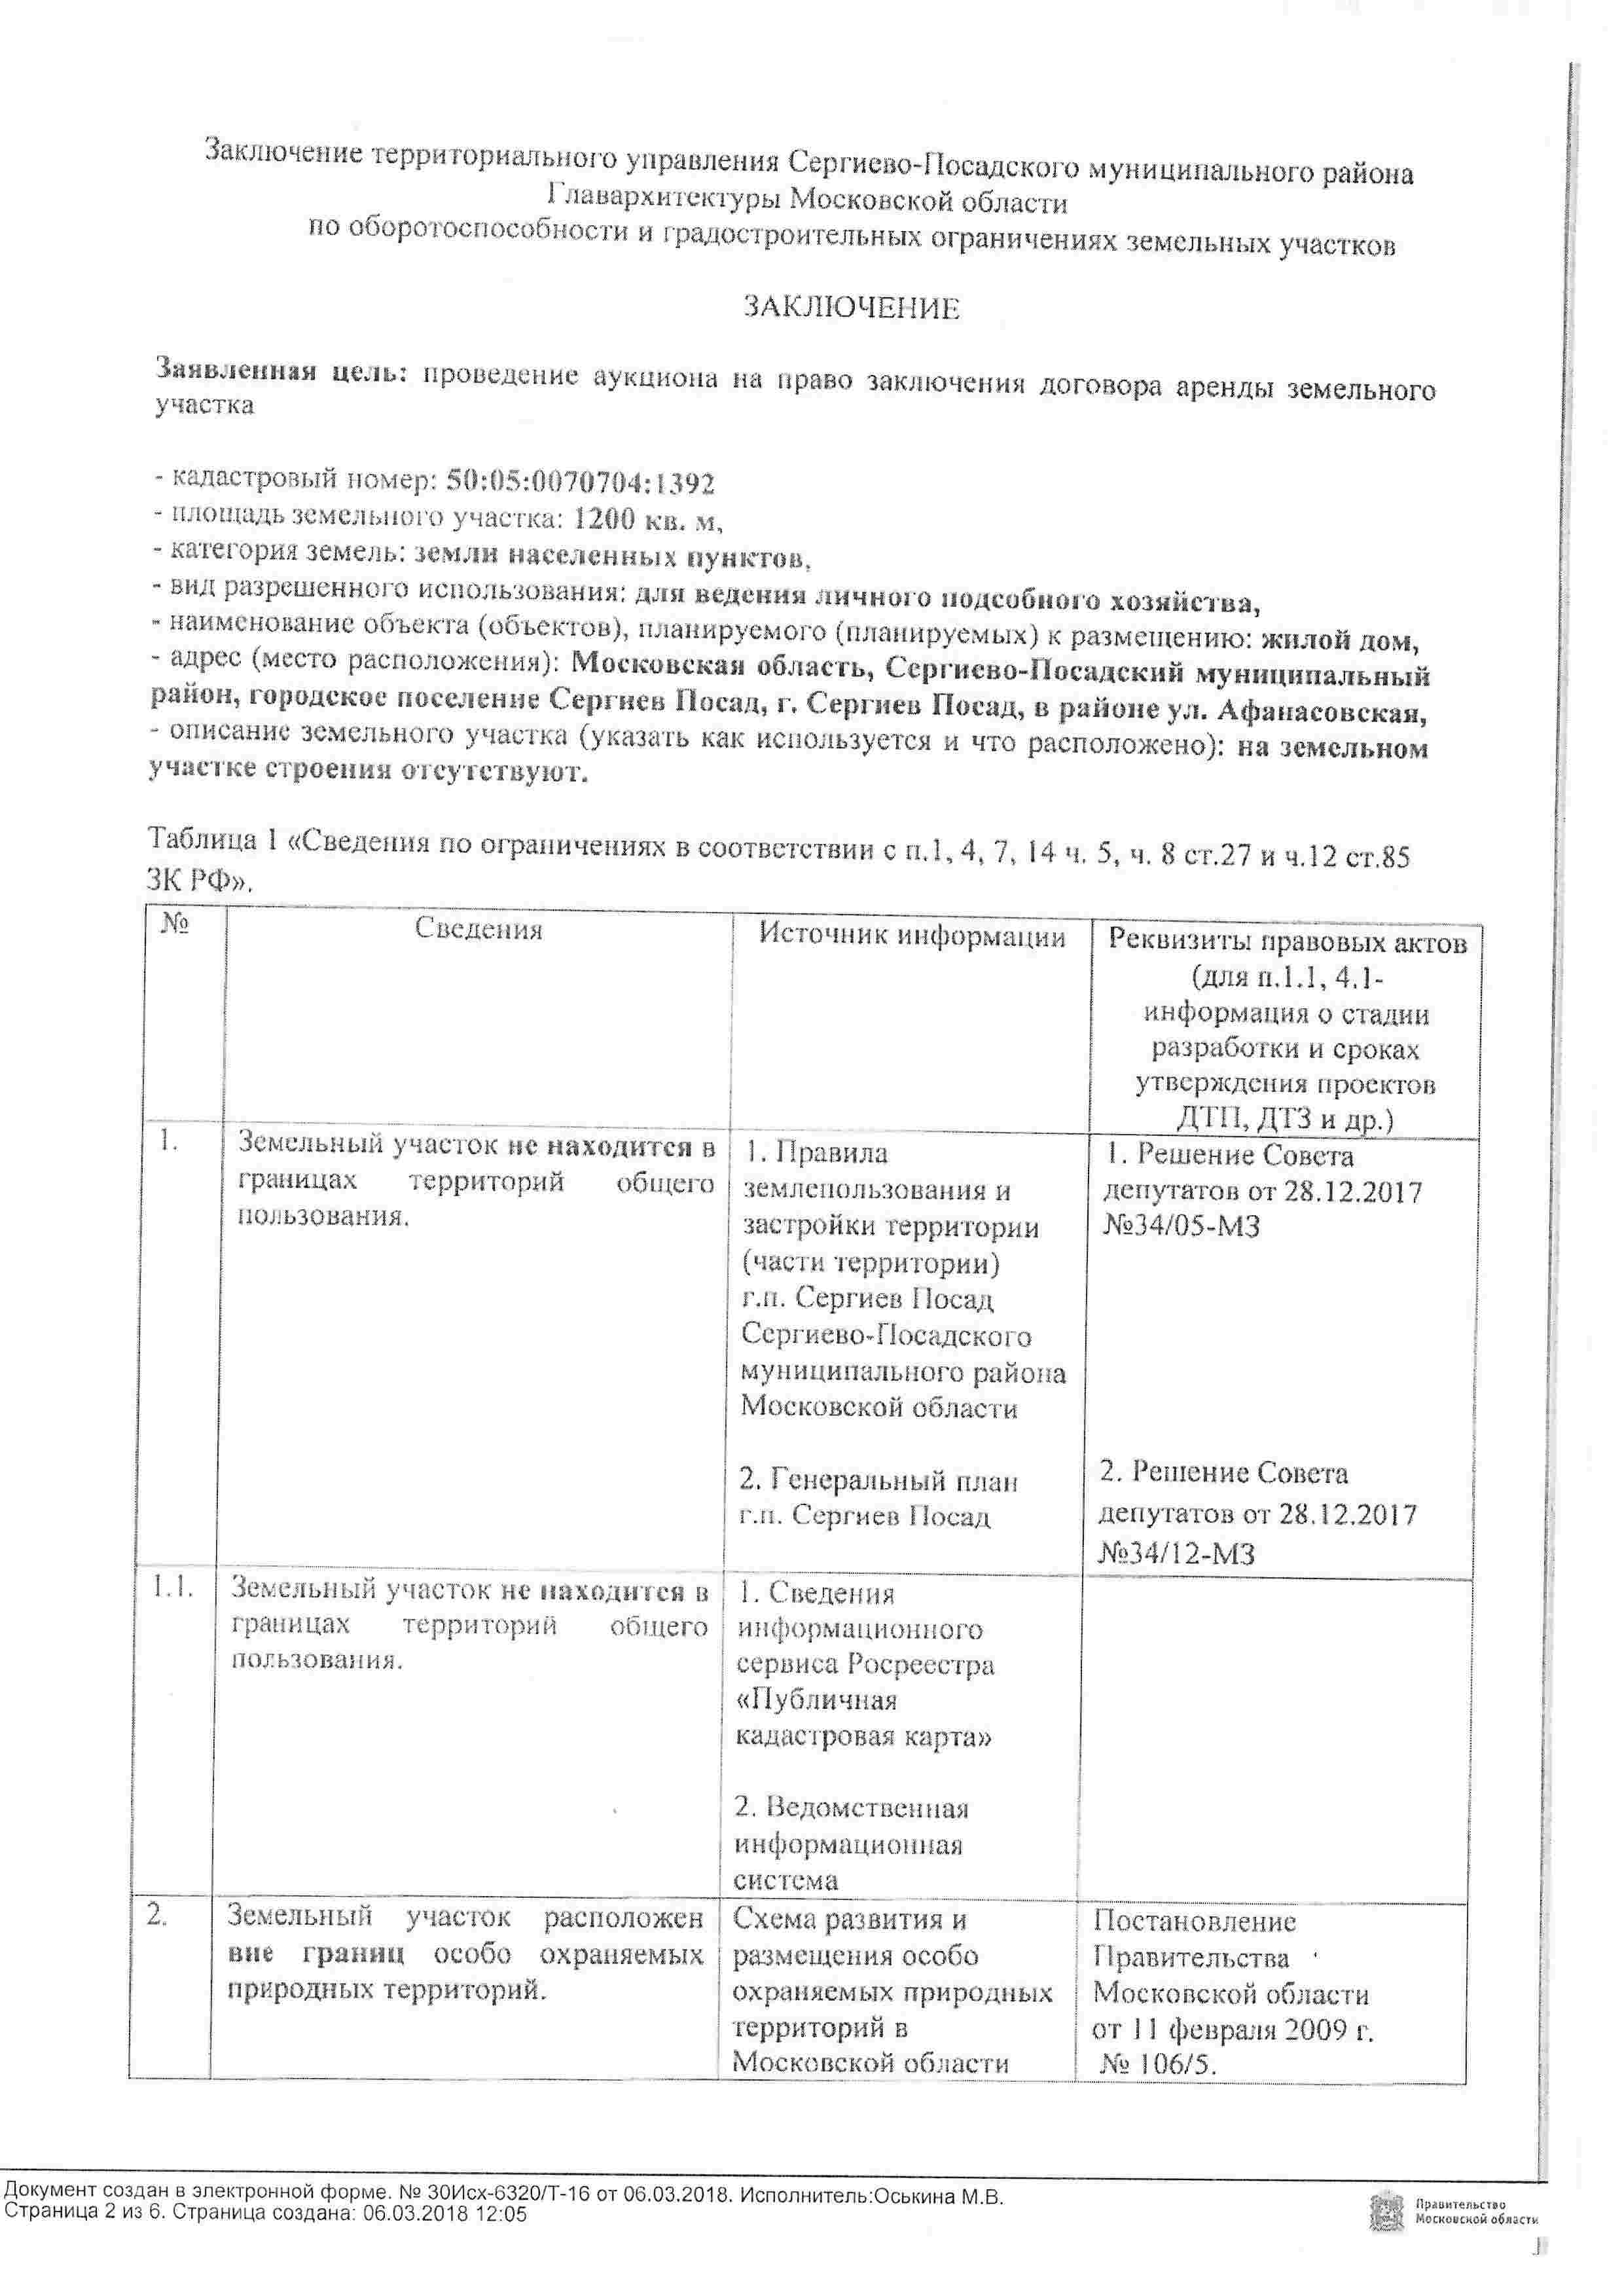 Заключение территориального управления Сергиево-Посадского муниципального района
Главархитектуры Московской области
по оборотоспособности и градостроительных ограничениях земельных участков
ЗАКЛЮЧЕНИЕ
Заявленная цель: проведение аукциона на право заключения договора аренды земельного
участка
- кадастровый номер: 50:05:0070704:1392
- площадь земельного участка: 1200 кв. м,
- категория земель: земли населенных пунктов,
- вид разрешенного использования: для ведения личного подсобного хозяйства,
- наименование объекта (объектов), планируемого (планируемых) к размещению: жилой дом,
- адрес (место расположения): Московская область, Сергиево-Посадский муниципальный
район, городское поселение Сергиев Посад, г. Сергиев Посад, в районе ул. Афанасовская,
- описание земельного участка (указать как используется и что расположено): на земельном
участке строения отсутствуют.
Таблица 1 «Сведения по ограничениях в соответствии с п.1, 4, 7, 14 ч. 5, ч. 8 ст.27 и ч.12 ст.85
ЗК РФ».
№
Сведения
Источник информации
Реквизиты правовых актов
(для п.1.1, 4.1-
информация о стадии
разработки и сроках
утверждения проектов
ДТП, ДТЗ и др.)
1.
Земельный участок не находится в
границах территорий общего
пользования.
1. Правила
землепользования и
застройки территории
(части территории)
г.п. Сергиев Посад
Сергиево-Посадского
муниципального района
Московской области
2. Генеральный план
г.п. Сергиев Посад
1. Решение Совета
депутатов от 28.12.2017
№34/05-МЗ
2. Решение Совета
депутатов от 28.12.2017
№34/12-МЗ
1.1.
Земельный участок не находится в
границах территорий общего
пользования.
1. Сведения
информационного
сервиса Росреестра
«Публичная
кадастровая карта»
2. Ведомственная
информационная
система
2.
Земельный участок расположен
вне границ особо охраняемых
природных территорий.
Схема развития и
размещения особо
охраняемых природных
территорий в
Московской области
Постановление
Правительства
Московской области
от 11 февраля 2009 г.
№ 106/5.
Документ создан в электронной форме. № 30Исх-6320/Т-16 от 06.03.2018. Исполнитель:Оськина М.В.
Страница 2 из 6. Страница создана: 06.03.2018 12:05
Правительство
Московской области